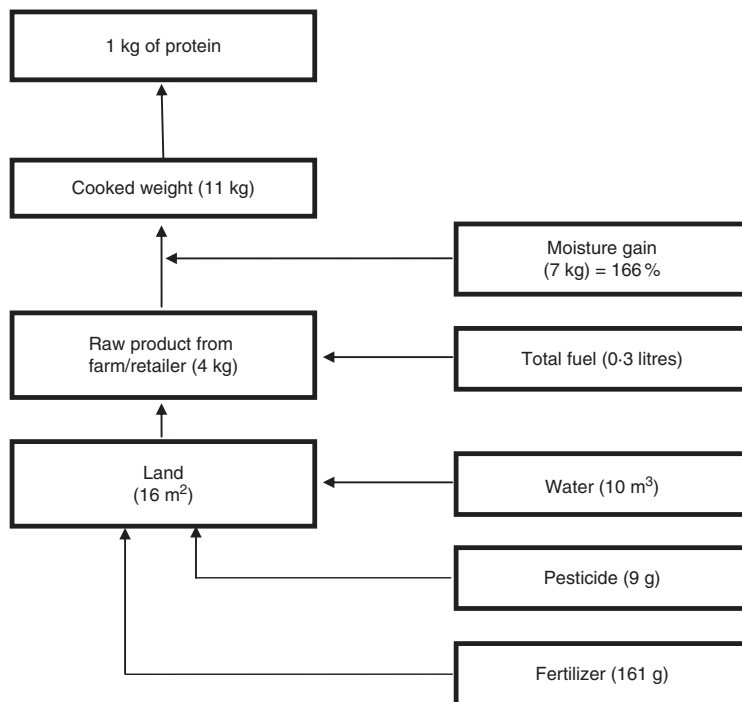 1 kg of protein
Cooked weight (11 kg)
Moisture gain
(7 kg) = 166 %
Raw product from
farm/retailer (4 kg)
Total fuel (0·3 litres)
Land
(16 m²)
Water (10 m³)
Pesticide (9 g)
Fertilizer (161 g)